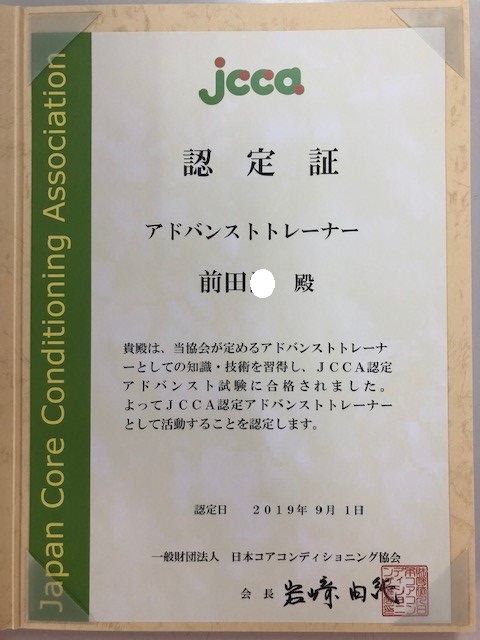 Japan Core Conditioning Association
jcca
認定証
アドバンストトレーナー
前田 殿
貴殿は、当協会が定めるアドバンストトレーナ
ーとしての知識・技術を習得し、JCCA認定
アドバンスト試験に合格されました。
よってJCCA認定アドバンストトレーナー
として活動することを認定します。
認定日 2019年 9月 1日
一般財団法人 日本コアコンディショニング協会
会長 岩﨑 由純